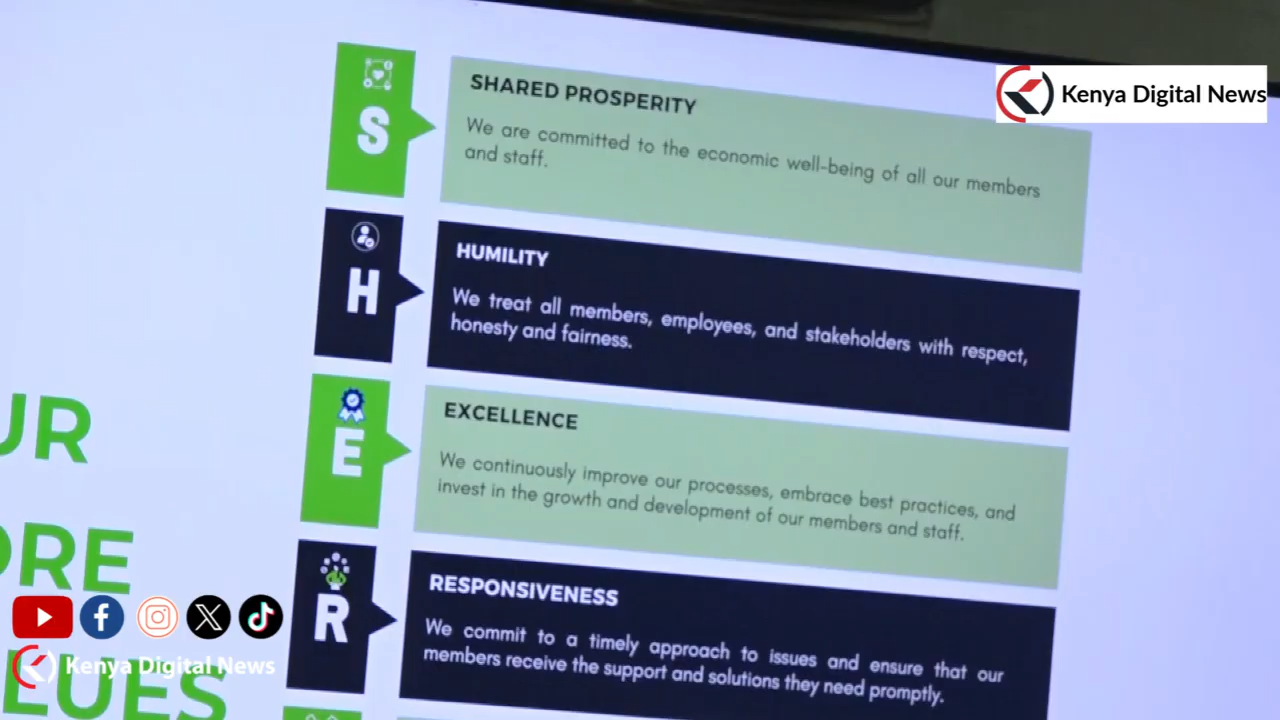 S
SHARED PROSPERITY
We are committed to the economic well-being of all our members
and staff.
Kenya Digital News
H
HUMILITY
We treat all members, employees, and stakeholders with respect,
honesty and fairness.
E
EXCELLENCE
We continuously improve our processes, embrace best practices, and
invest in the growth and development of our members and staff.
R
RESPONSIVENESS
We commit to a timely approach to issues and ensure that our
members receive the support and solutions they need promptly.
UR
ORE
LUES
Kenya Digital News